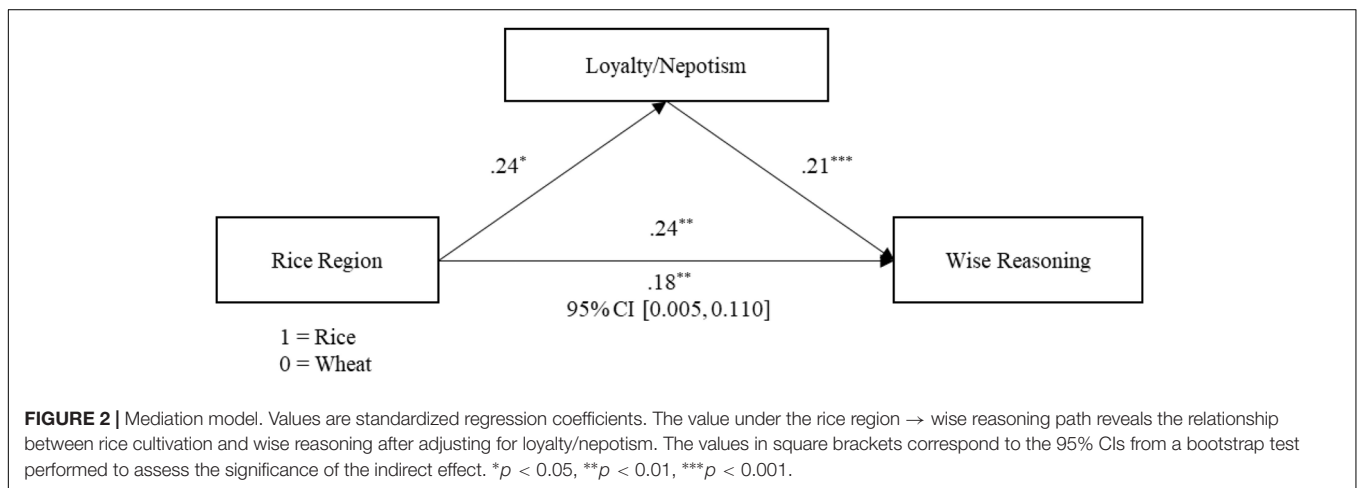 Loyalty/Nepotism
.24*
.21***
.24**
Rice Region
Wise Reasoning
.18**
95% CI [0.005, 0.110]
1 = Rice
0 = Wheat
FIGURE 2 | Mediation model. Values are standardized regression coefficients. The value under the rice region → wise reasoning path reveals the relationship
between rice cultivation and wise reasoning after adjusting for loyalty/nepotism. The values in square brackets correspond to the 95% CIs from a bootstrap test
performed to assess the significance of the indirect effect. *p < 0.05, **p < 0.01, ***p < 0.001.